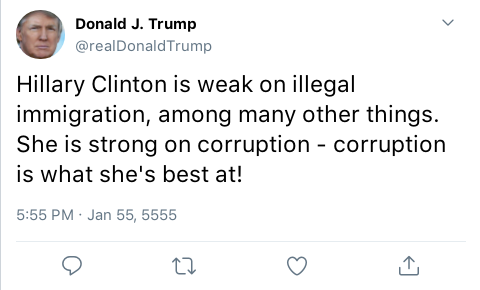 Donald J. Trump
@realDonaldTrump
Hillary Clinton is weak on illegal
immigration, among many other things.
She is strong on corruption - corruption
is what she's best at!
5:55 PM · Jan 55, 5555